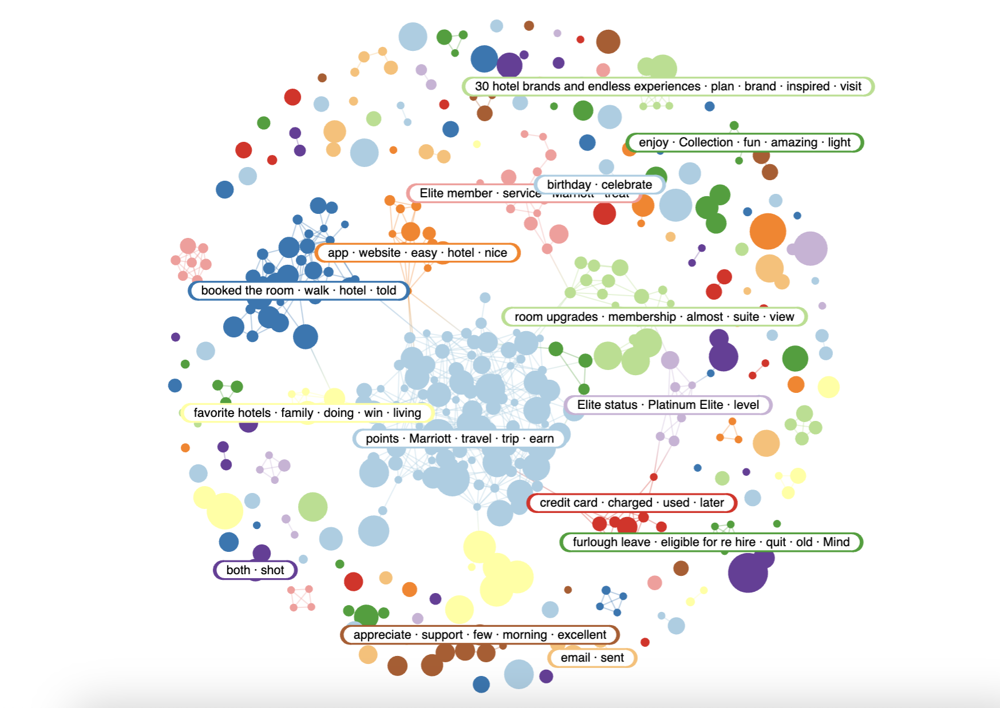 30 hotel brands and endless experiences · plan · brand · inspired · visit
enjoy · Collection · fun · amazing · light
birthday · celebrate
Elite member · service · Marriott · treat
app · website · easy · hotel · nice
booked the room · walk · hotel · told
room upgrades · membership · almost · suite · view
Elite status · Platinum Elite · level
favorite hotels · family · doing · win · living
points · Marriott · travel · trip · earn
credit card · charged · used · later
furlough leave · eligible for re hire · quit · old · Mind
both · shot
appreciate · support · few · morning · excellent
email · sent